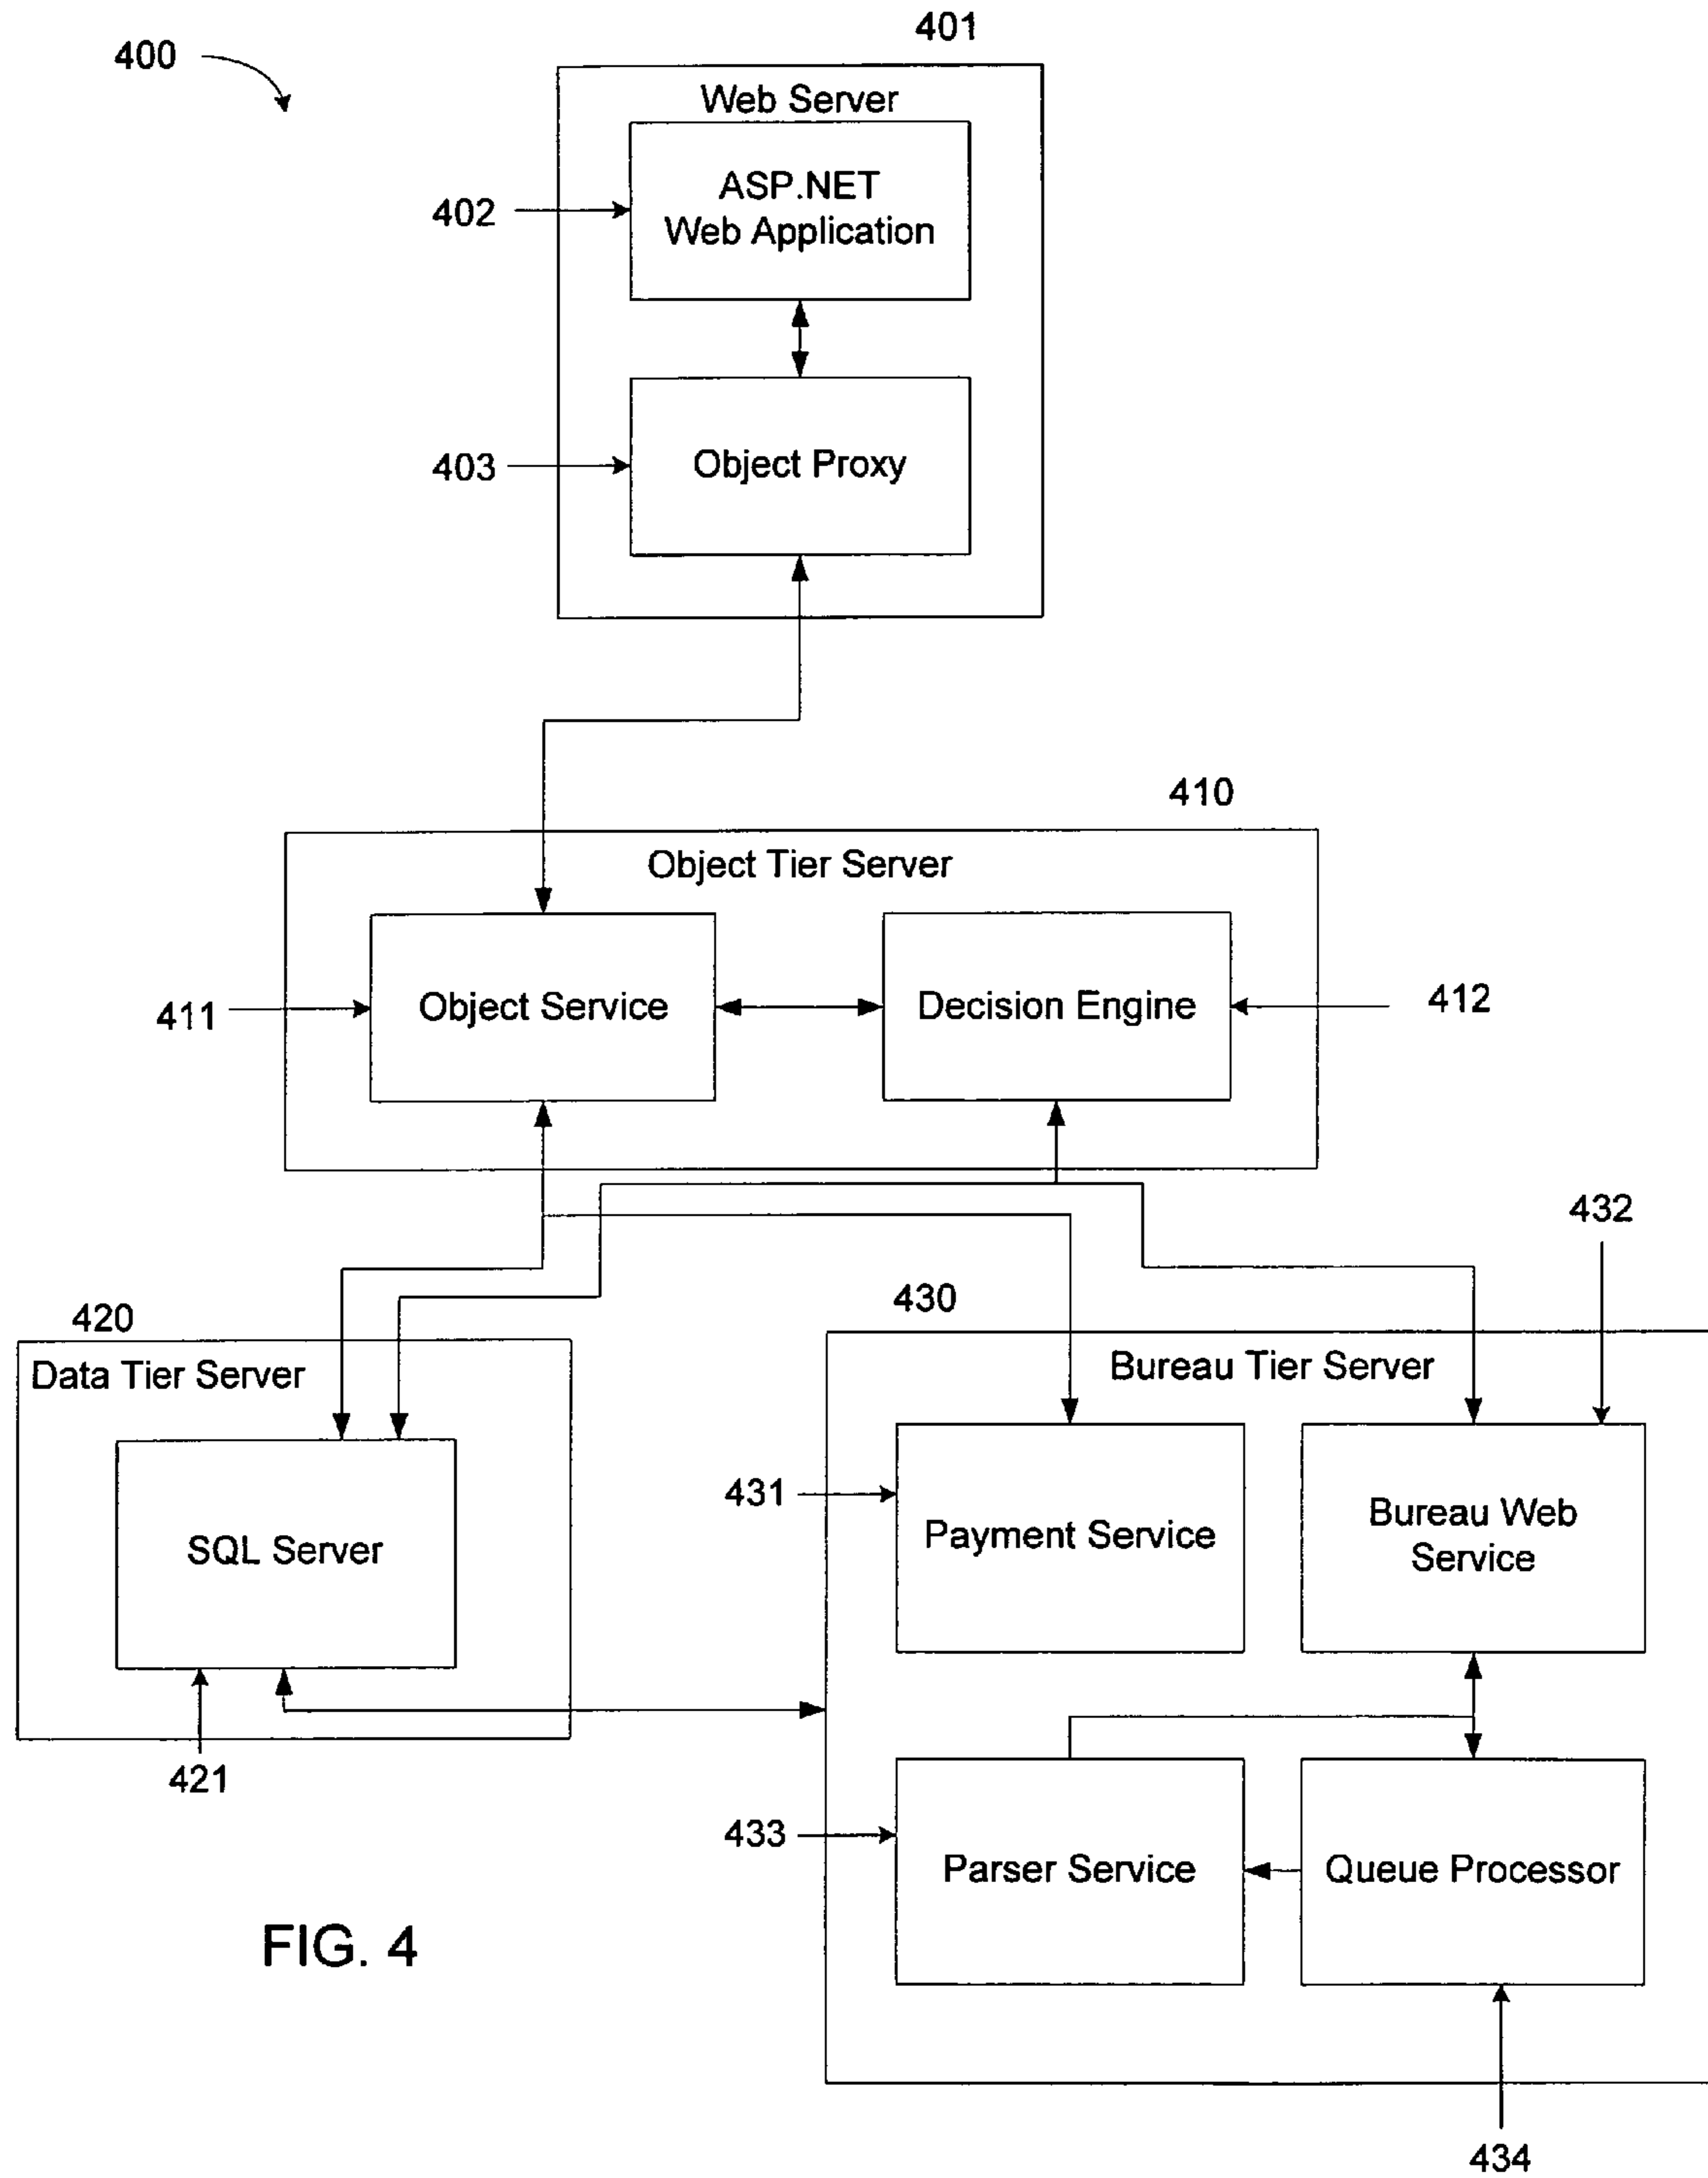 401
400
Web Server
ASP.NET
Web Application
402
403
Object Proxy
410
Object Tier Server
411
Object Service
Decision Engine
412
432
420
430
Data Tier Server
Bureau Tier Server
431
SQL Server
Payment Service
Bureau Web
Service
421
433
Parser Service
Queue Processor
FIG. 4
434